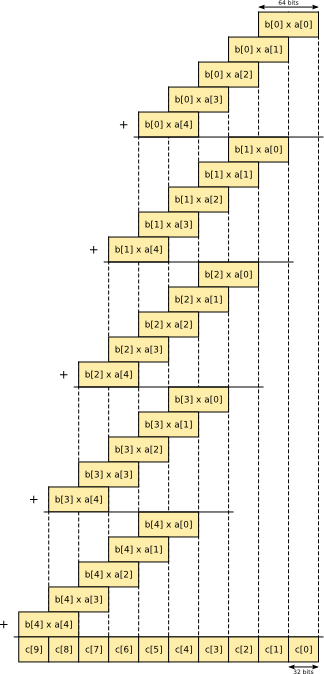 64 bits
b[0] x a[0]
b[0] x a[1]
b[0] x a[2]
b[0] x a[3]
+ b[0] x a[4]
b[1] x a[0]
b[1] x a[1]
b[1] x a[2]
b[1] x a[3]
+ b[1] x a[4]
b[2] x a[0]
b[2] x a[1]
b[2] x a[2]
b[2] x a[3]
+ b[2] x a[4]
b[3] x a[0]
b[3] x a[1]
b[3] x a[2]
b[3] x a[3]
+ b[3] x a[4]
b[4] x a[0]
b[4] x a[1]
b[4] x a[2]
b[4] x a[3]
+ b[4] x a[4]
c[9] c[8] c[7] c[6] c[5] c[4] c[3] c[2] c[1] c[0]
32 bits